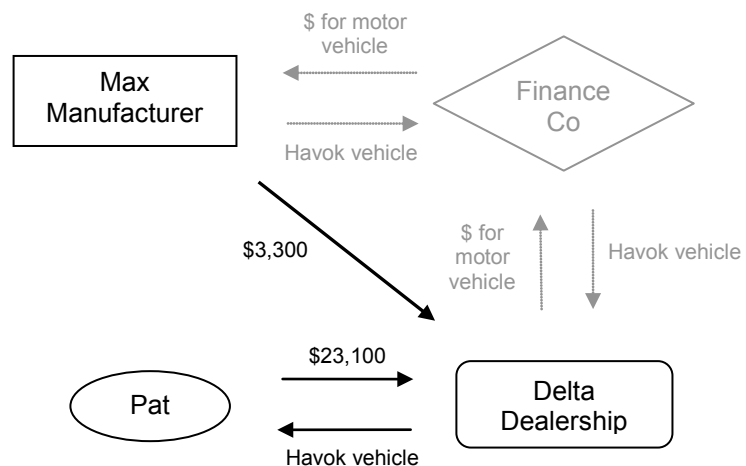 $ for motor
vehicle
Max
Manufacturer
Finance
Co
Havok vehicle
$3,300
$ for
motor
vehicle
Havok vehicle
$23,100
Pat
Delta
Dealership
Havok vehicle